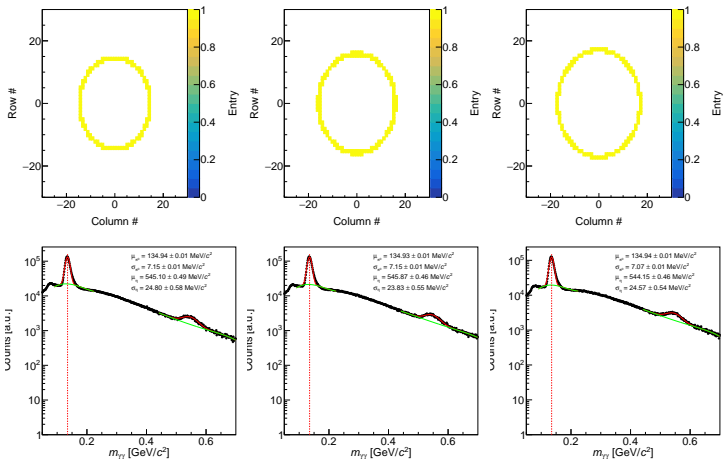 30
20
10
0
−10
−20
−30
Row #
−20 0 20
Column #
1
0.8
0.6
0.4
0.2
0
Entry
20
0
−20
Row #
−20 0 20
Column #
1
0.8
0.6
0.4
0.2
0
Entry
20
0
−20
Row #
−20 0 20
Column #
1
0.8
0.6
0.4
0.2
0
Entry
10⁵
10⁴
10³
10²
10
1
Counts [a.u.]
μπ⁰ = 134.94 ± 0.01 MeV/c²
σπ⁰ = 7.15 ± 0.01 MeV/c²
μη = 545.10 ± 0.49 MeV/c²
ση = 24.80 ± 0.58 MeV/c²
0.2 0.4 0.6
mγγ [GeV/c²]
10⁵
10⁴
10³
10²
10
1
Counts [a.u.]
μπ⁰ = 134.93 ± 0.01 MeV/c²
σπ⁰ = 7.15 ± 0.01 MeV/c²
μη = 545.87 ± 0.46 MeV/c²
ση = 23.83 ± 0.55 MeV/c²
0.2 0.4 0.6
mγγ [GeV/c²]
10⁵
10⁴
10³
10²
10
1
Counts [a.u.]
μπ⁰ = 134.94 ± 0.01 MeV/c²
σπ⁰ = 7.07 ± 0.01 MeV/c²
μη = 544.15 ± 0.46 MeV/c²
ση = 24.57 ± 0.54 MeV/c²
0.2 0.4 0.6
mγγ [GeV/c²]